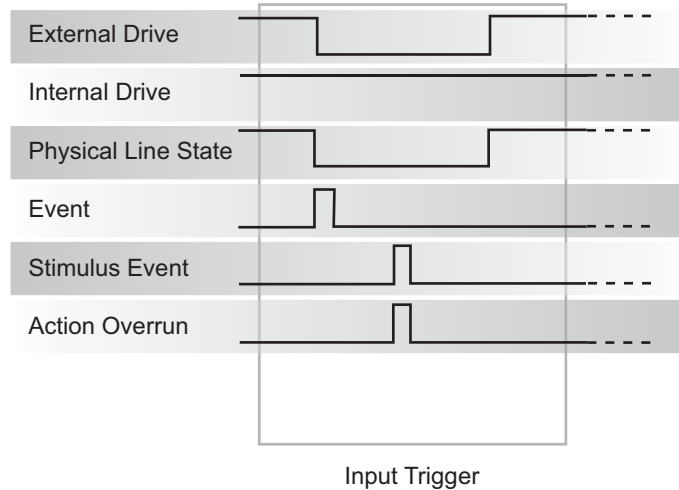 External Drive
Internal Drive
Physical Line State
Event
Stimulus Event
Action Overrun
Input Trigger